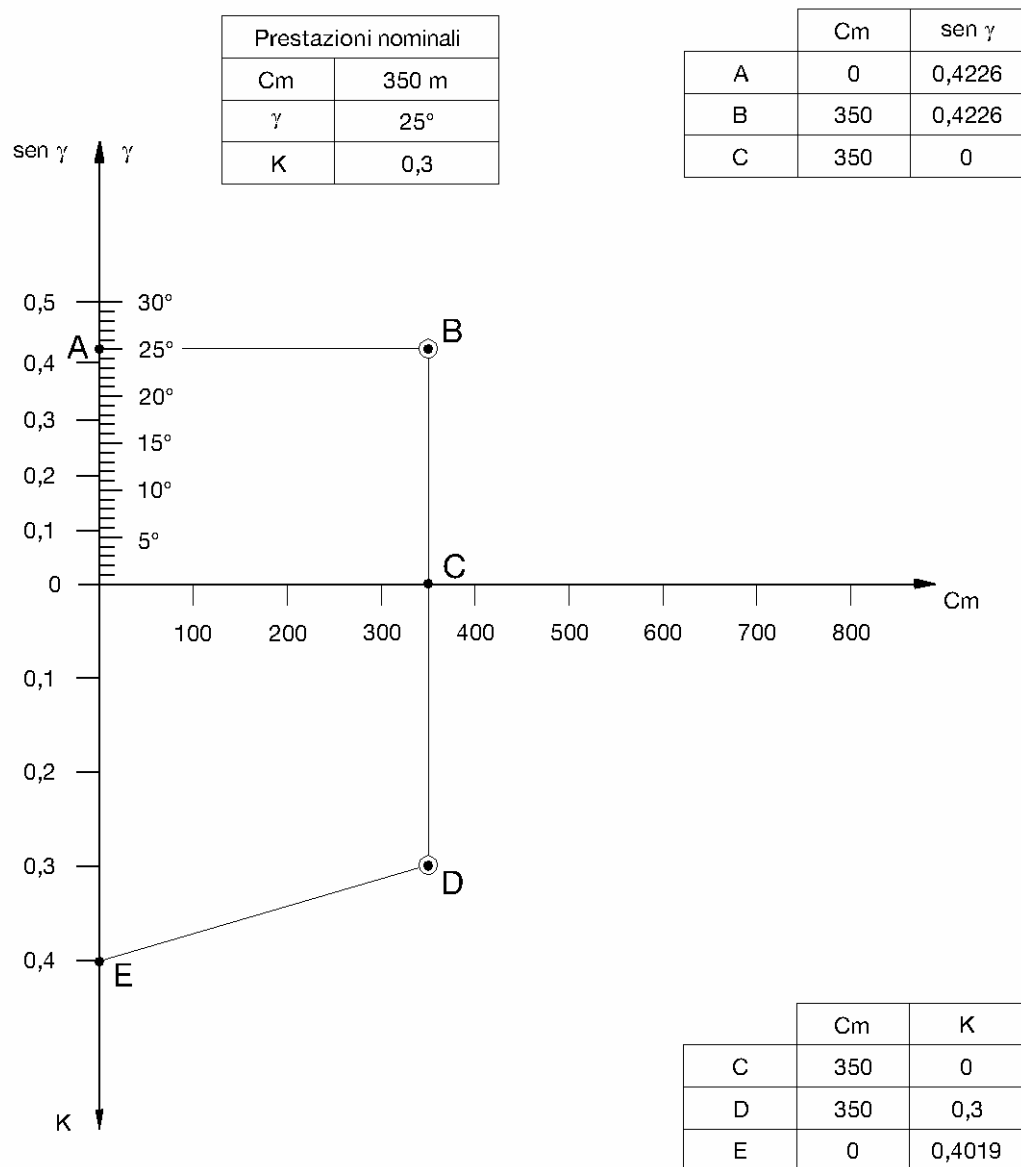 Prestazioni nominali
Cm 350 m
γ 25°
K 0,3
Cm sen γ
A 0 0,4226
B 350 0,4226
C 350 0
sen γ γ
0,5 30°
A 25° B
0,4
20°
0,3
15°
0,2
10°
0,1
5°
0 C
Cm
100 200 300 400 500 600 700 800
0,1
0,2
0,3
D
0,4 E
K
Cm K
C 350 0
D 350 0,3
E 0 0,4019